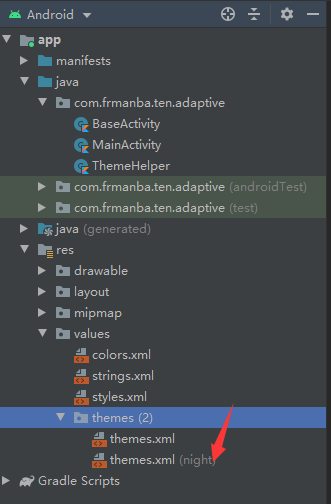 Android
app
manifests
java
com.frmanba.ten.adaptive
BaseActivity
MainActivity
ThemeHelper
com.frmanba.ten.adaptive (androidTest)
com.frmanba.ten.adaptive (test)
java (generated)
res
drawable
layout
mipmap
values
colors.xml
strings.xml
styles.xml
themes (2)
themes.xml
themes.xml (night)
Gradle Scripts